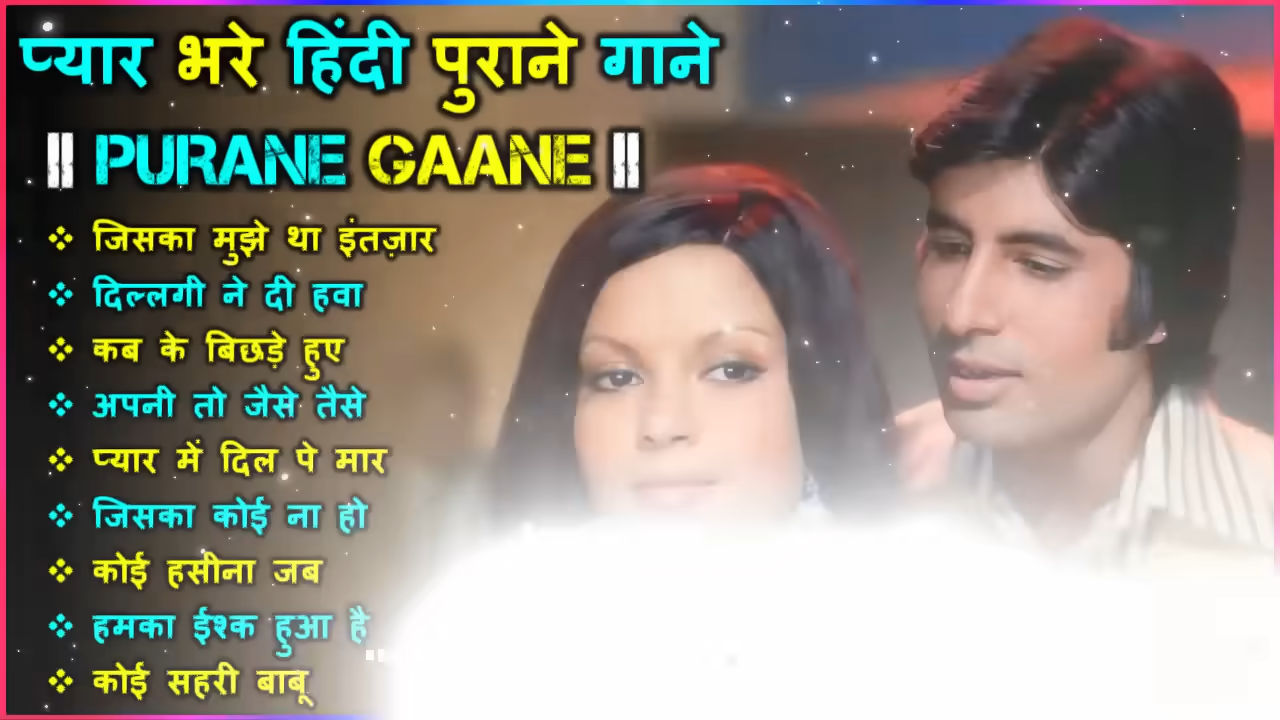 प्यार भरे हिंदी पुराने गाने
|| PURANE GAANE ||
जिसका मुझे था इंतज़ार
दिल्लगी ने दी हवा
कब के बिछड़े हुए
अपनी तो जैसे तैसे
प्यार में दिल पे मार
जिसका कोई ना हो
कोई हसीना जब
हमका ईश्क हुआ है
कोई सहरी बाबू